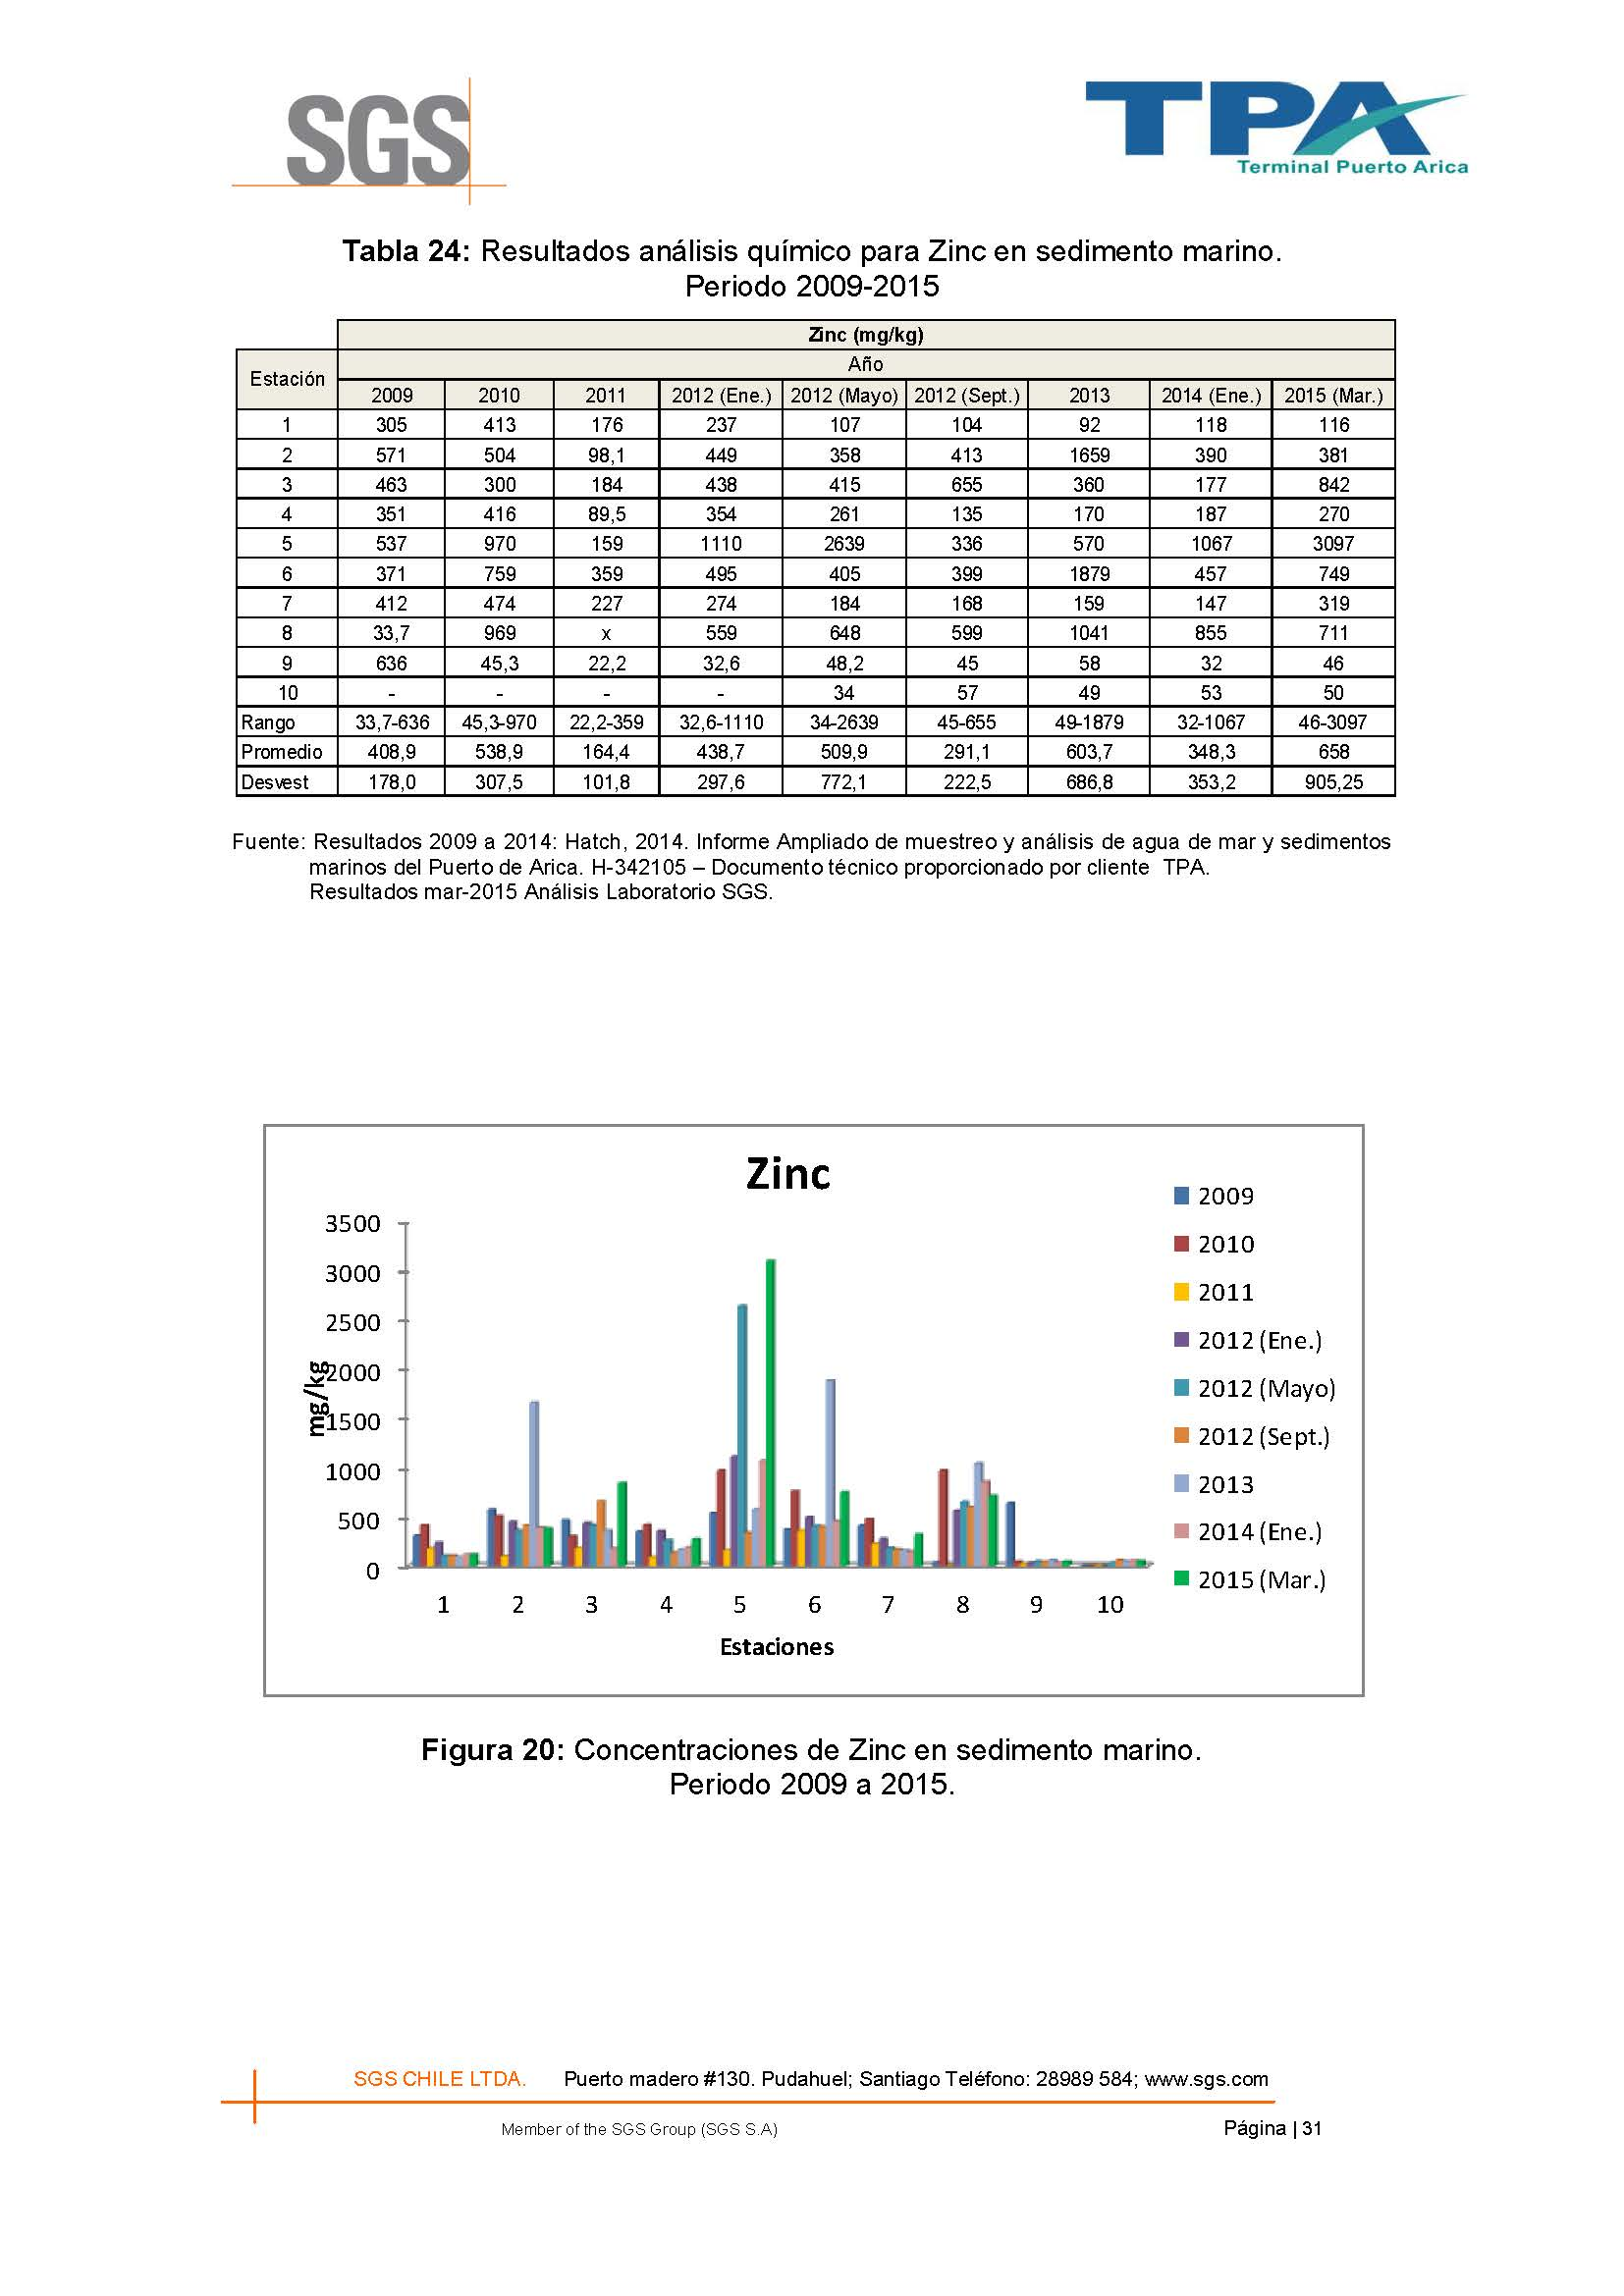 SGS
TPA
Terminal Puerto Arica
Tabla 24: Resultados análisis químico para Zinc en sedimento marino.
Periodo 2009-2015
Zinc (mg/kg)
Estación Año
2009 2010 2011 2012 (Ene.) 2012 (Mayo) 2012 (Sept.) 2013 2014 (Ene.) 2015 (Mar.)
1 305 413 176 237 107 104 92 118 116
2 571 504 98,1 449 358 413 1659 390 381
3 463 300 184 438 415 655 360 177 842
4 351 416 89,5 354 261 135 170 187 270
5 537 970 159 1110 2639 336 570 1067 3097
6 371 759 359 495 405 399 1879 457 749
7 412 474 227 274 184 168 159 147 319
8 33,7 969 x 559 648 599 1041 855 711
9 636 45,3 22,2 32,6 48,2 45 58 32 46
10 - - - - 34 57 49 53 50
Rango 33,7-636 45,3-970 22,2-359 32,6-1110 34-2639 45-655 49-1879 32-1067 46-3097
Promedio 408,9 538,9 164,4 438,7 509,9 291,1 603,7 348,3 658
Desvest 178,0 307,5 101,8 297,6 772,1 222,5 686,8 353,2 905,25
Fuente: Resultados 2009 a 2014: Hatch, 2014. Informe Ampliado de muestreo y análisis de agua de mar y sedimentos
marinos del Puerto de Arica. H-342105 – Documento técnico proporcionado por cliente TPA.
Resultados mar-2015 Análisis Laboratorio SGS.
Zinc
mg/kg
3500
3000
2500
2000
1500
1000
500
0
1 2 3 4 5 6 7 8 9 10
Estaciones
2009
2010
2011
2012 (Ene.)
2012 (Mayo)
2012 (Sept.)
2013
2014 (Ene.)
2015 (Mar.)
Figura 20: Concentraciones de Zinc en sedimento marino.
Periodo 2009 a 2015.
SGS CHILE LTDA. Puerto madero #130. Pudahuel; Santiago Teléfono: 28989 584; www.sgs.com
Member of the SGS Group (SGS S.A) Página | 31